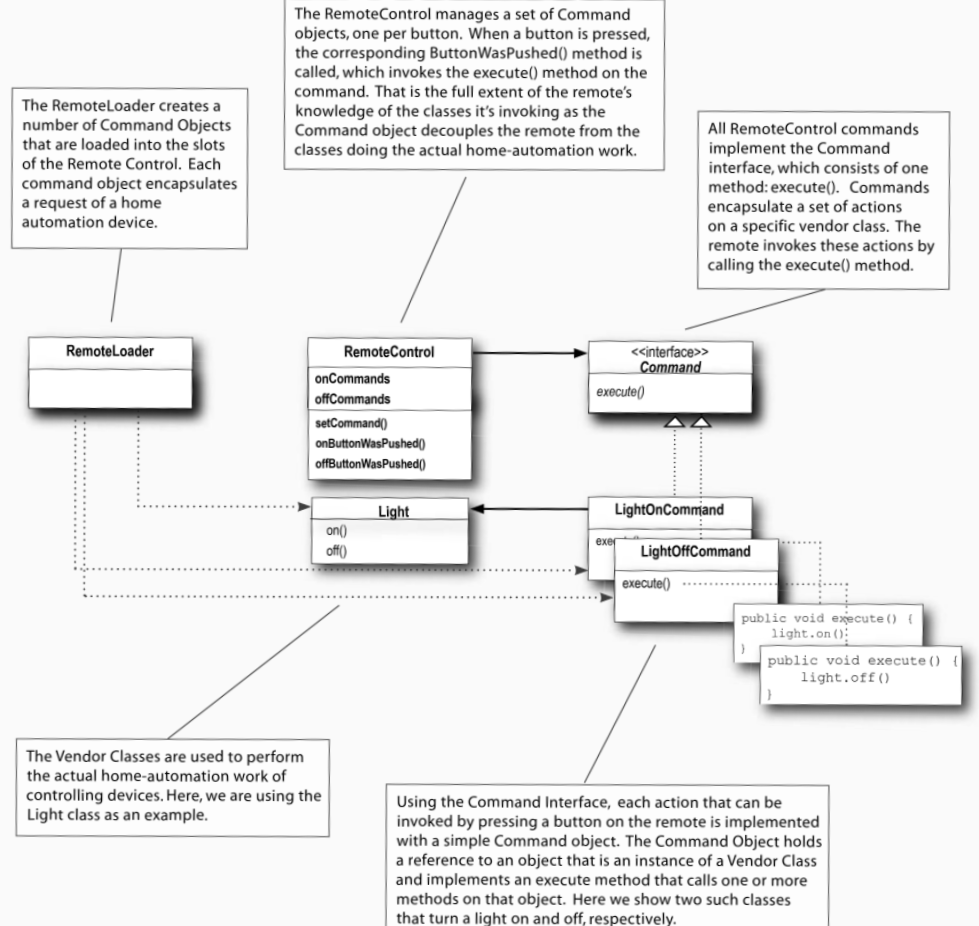 The RemoteControl manages a set of Command
objects, one per button. When a button is pressed,
the corresponding ButtonWasPushed() method is
called, which invokes the execute() method on the
command. That is the full extent of the remote's
knowledge of the classes it's invoking as the
Command object decouples the remote from the
classes doing the actual home-automation work.
The RemoteLoader creates a
number of Command Objects
that are loaded into the slots
of the Remote Control. Each
command object encapsulates
a request of a home
automation device.
All RemoteControl commands
implement the Command
interface, which consists of one
method: execute(). Commands
encapsulate a set of actions
on a specific vendor class. The
remote invokes these actions by
calling the execute() method.
RemoteLoader
RemoteControl
onCommands
offCommands
setCommand()
onButtonWasPushed()
offButtonWasPushed()
<<interface>>
Command
execute()
Light
on()
off()
LightOnCommand
LightOffCommand
execute()
public void execute() {
light.on()
}
public void execute() {
light.off()
}
The Vendor Classes are used to perform
the actual home-automation work of
controlling devices. Here, we are using the
Light class as an example.
Using the Command Interface, each action that can be
invoked by pressing a button on the remote is implemented
with a simple Command object. The Command Object holds
a reference to an object that is an instance of a Vendor Class
and implements an execute method that calls one or more
methods on that object. Here we show two such classes
that turn a light on and off, respectively.